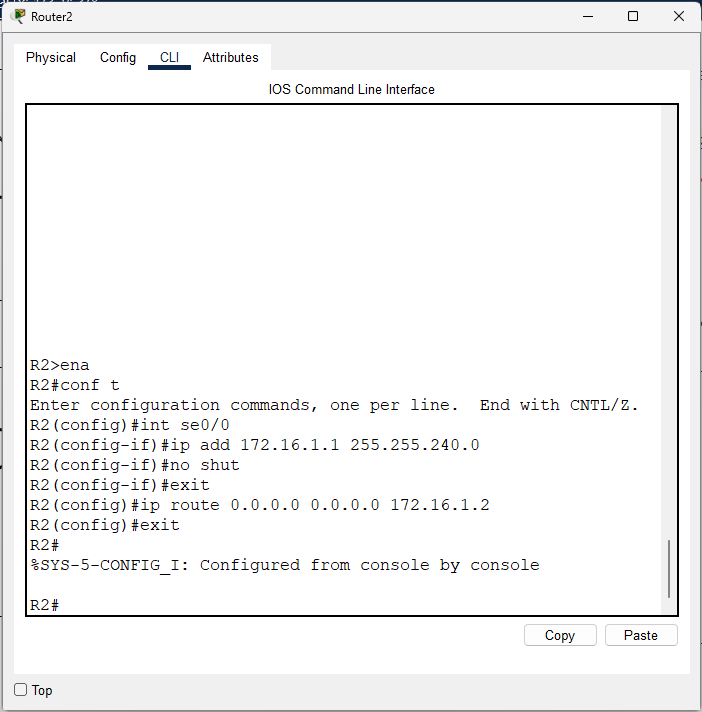 Router2
Physical Config CLI Attributes
IOS Command Line Interface
R2>ena
R2#conf t
Enter configuration commands, one per line.  End with CNTL/Z.
R2(config)#int se0/0
R2(config-if)#ip add 172.16.1.1 255.255.240.0
R2(config-if)#no shut
R2(config-if)#exit
R2(config)#ip route 0.0.0.0 0.0.0.0 172.16.1.2
R2(config)#exit
R2#
%SYS-5-CONFIG_I: Configured from console by console
R2#
Copy Paste
Top